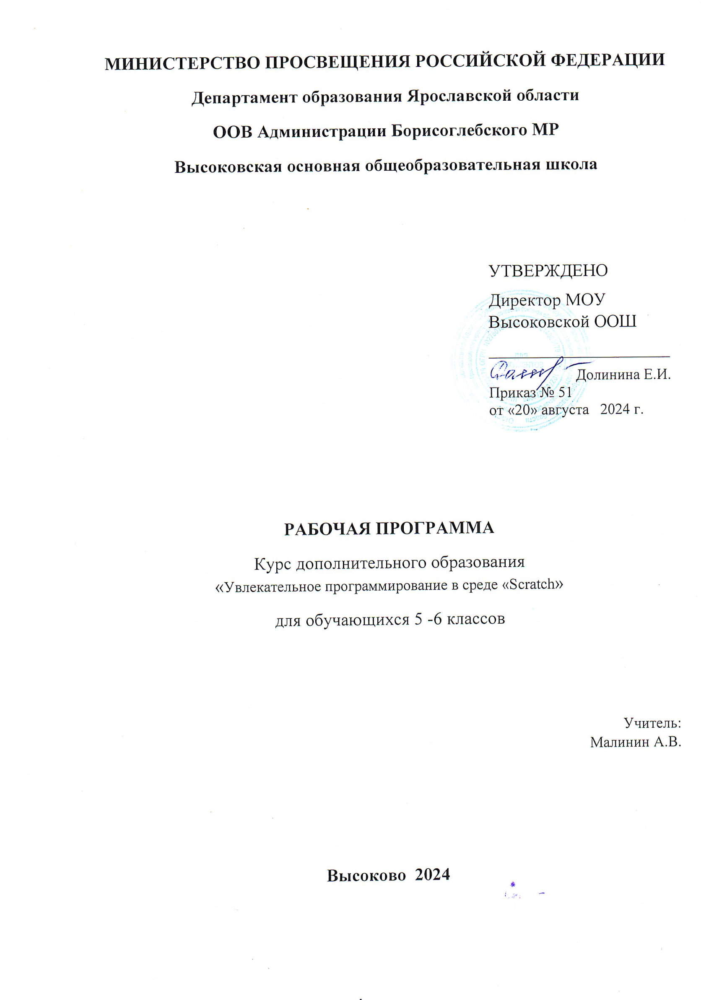 МИНИСТЕРСТВО ПРОСВЕЩЕНИЯ РОССИЙСКОЙ ФЕДЕРАЦИИ
Департамент образования Ярославской области
ООВ Администрации Борисоглебского МР
Высоковская основная общеобразовательная школа
УТВЕРЖДЕНО
Директор МОУ
Высоковской ООШ
Долинина Е.И.
Приказ № 51
от «20» августа 2024 г.
РАБОЧАЯ ПРОГРАММА
Курс дополнительного образования
«Увлекательное программирование в среде «Scratch»
для обучающихся 5 -6 классов
Учитель:
Малинин А.В.
Высоково 2024